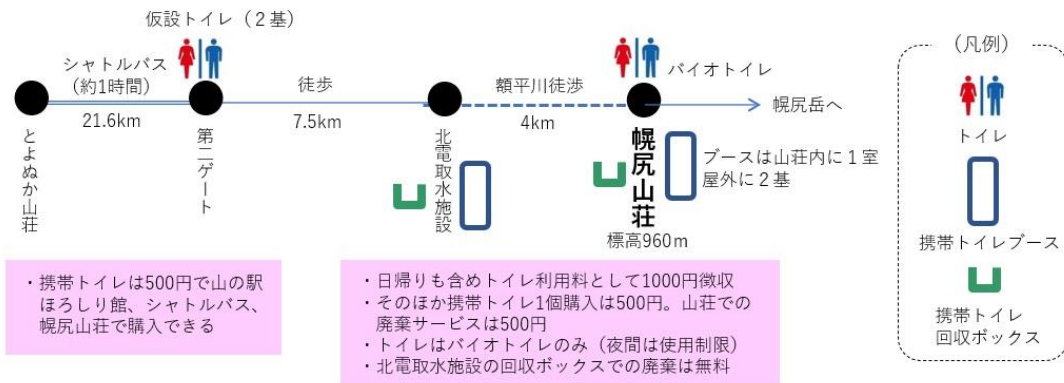 仮設トイレ（2基）
シャトルバス
(約1時間)
21.6km
徒歩
7.5km
額平川徒渉
4km
バイオトイレ
幌尻岳へ
とよぬか山荘
第二ゲート
北電取水施設
幌尻山荘
標高960ｍ
ブースは山荘内に１室
屋外に２基
・携帯トイレは500円で山の駅
ほろしり館、シャトルバス、
幌尻山荘で購入できる
・日帰りも含めトイレ利用料として1000円徴収
・そのほか携帯トイレ1個購入は500円。山荘での
廃棄サービスは500円
・トイレはバイオトイレのみ（夜間は使用制限）
・北電取水施設の回収ボックスでの廃棄は無料
（凡例）
トイレ
携帯トイレブース
携帯トイレ
回収ボックス